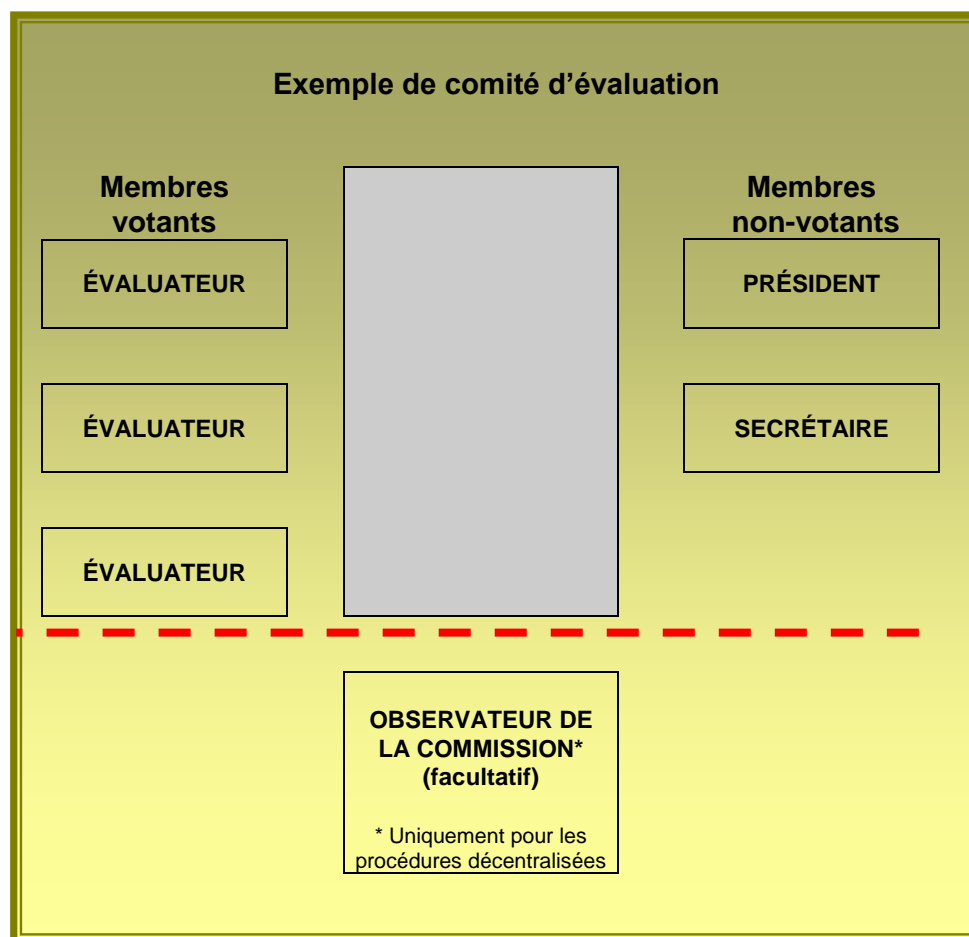 Exemple de comité d'évaluation
Membres
votants
ÉVALUATEUR
ÉVALUATEUR
ÉVALUATEUR
Membres
non-votants
PRÉSIDENT
SECRÉTAIRE
OBSERVATEUR DE
LA COMMISSION*
(facultatif)
* Uniquement pour les
procédures décentralisées